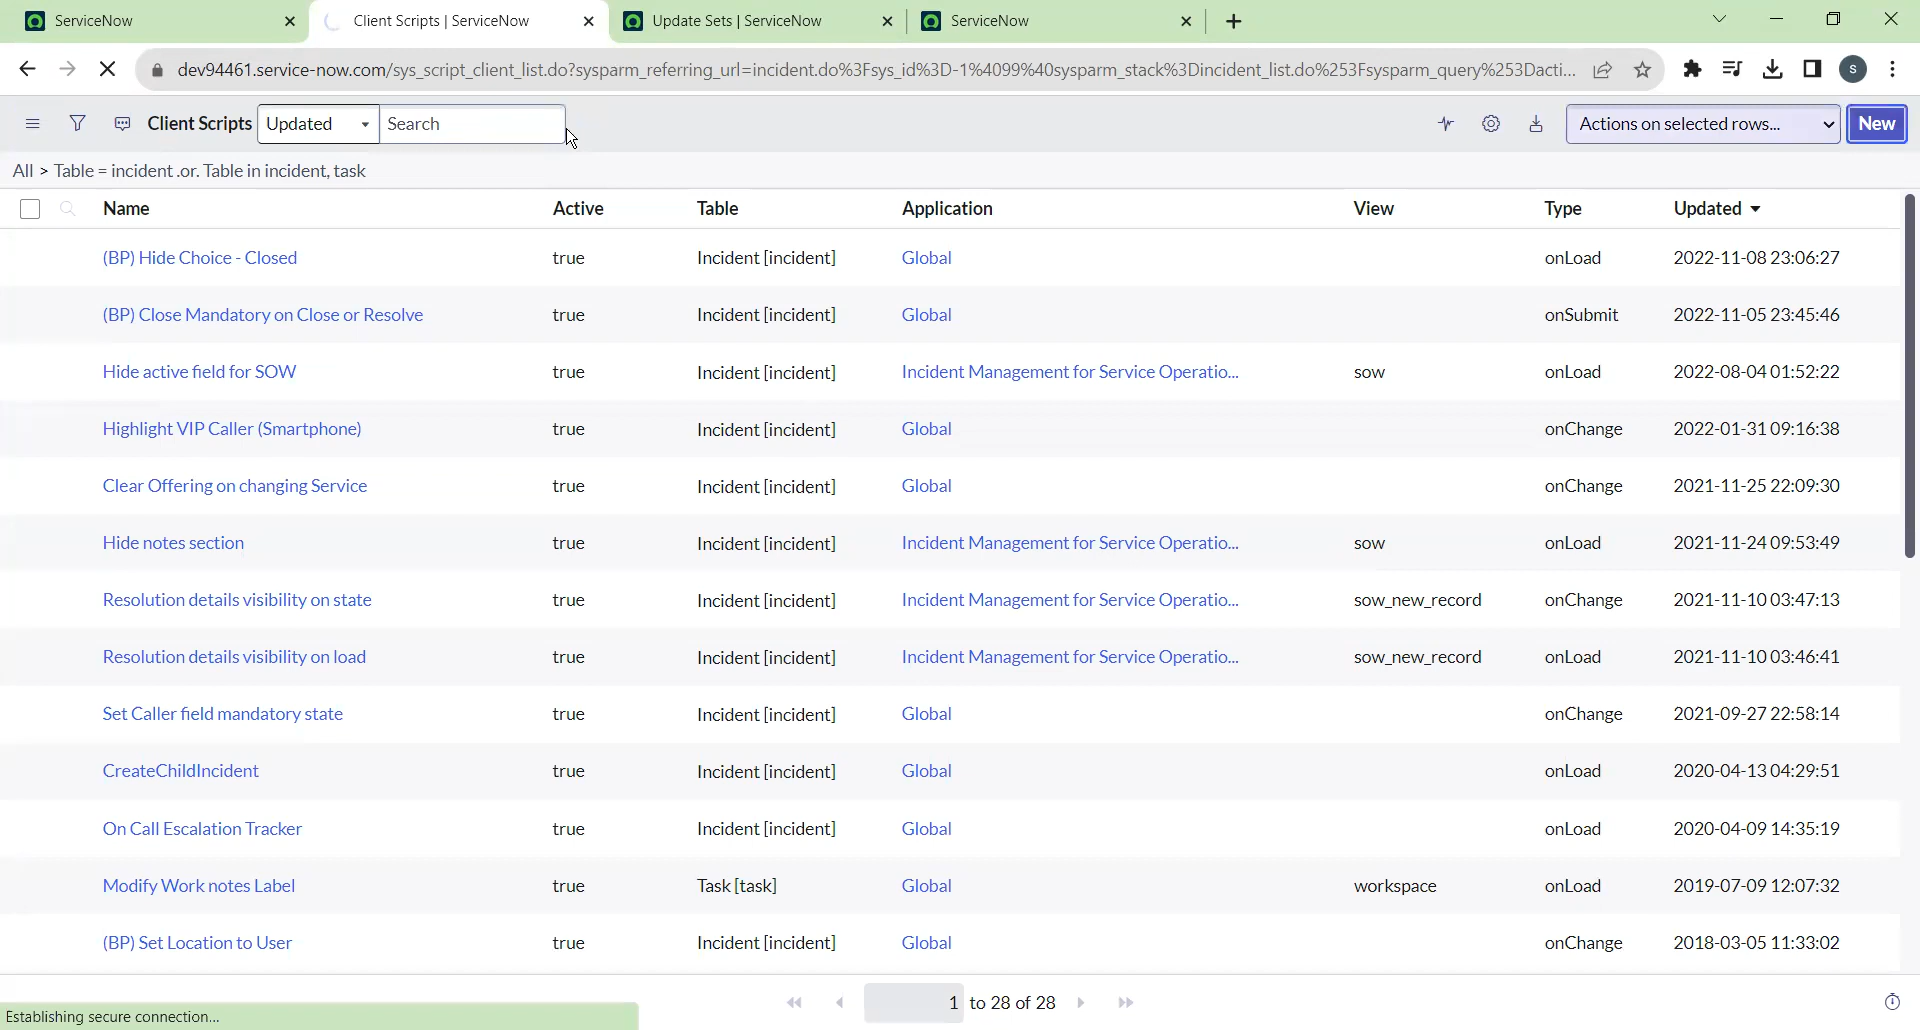 ServiceNow
Client Scripts | ServiceNow
Update Sets | ServiceNow
ServiceNow
dev94461.service-now.com/sys_script_client_list.do?sysparm_referring_url=incident.do%3Fsys_id%3D-1%4099%40sysparm_stack%3Dincident_list.do%253Fsysparm_query%253Dacti...
S
Client Scripts Updated Search Actions on selected rows... New
All > Table = incident .or. Table in incident, task
Name Active Table Application View Type Updated
(BP) Hide Choice - Closed true Incident [incident] Global onLoad 2022-11-08 23:06:27
(BP) Close Mandatory on Close or Resolve true Incident [incident] Global onSubmit 2022-11-05 23:45:46
Hide active field for SOW true Incident [incident] Incident Management for Service Operatio... sow onLoad 2022-08-04 01:52:22
Highlight VIP Caller (Smartphone) true Incident [incident] Global onChange 2022-01-31 09:16:38
Clear Offering on changing Service true Incident [incident] Global onChange 2021-11-25 22:09:30
Hide notes section true Incident [incident] Incident Management for Service Operatio... sow onLoad 2021-11-24 09:53:49
Resolution details visibility on state true Incident [incident] Incident Management for Service Operatio... sow_new_record onChange 2021-11-10 03:47:13
Resolution details visibility on load true Incident [incident] Incident Management for Service Operatio... sow_new_record onLoad 2021-11-10 03:46:41
Set Caller field mandatory state true Incident [incident] Global onChange 2021-09-27 22:58:14
CreateChildIncident true Incident [incident] Global onLoad 2020-04-13 04:29:51
On Call Escalation Tracker true Incident [incident] Global onLoad 2020-04-09 14:35:19
Modify Work notes Label true Task [task] Global workspace onLoad 2019-07-09 12:07:32
(BP) Set Location to User true Incident [incident] Global onChange 2018-03-05 11:33:02
1 to 28 of 28
Establishing secure connection...